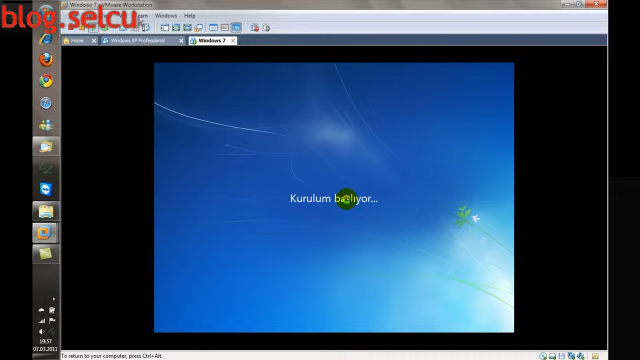 Windows 7 - VMware Workstation
blog.selcu
Windows Help
Home
Windows XP Professional
Windows 7
Kurulum başlıyor...
19:57
07.03.2011
To return to your computer, press Ctrl+Alt.